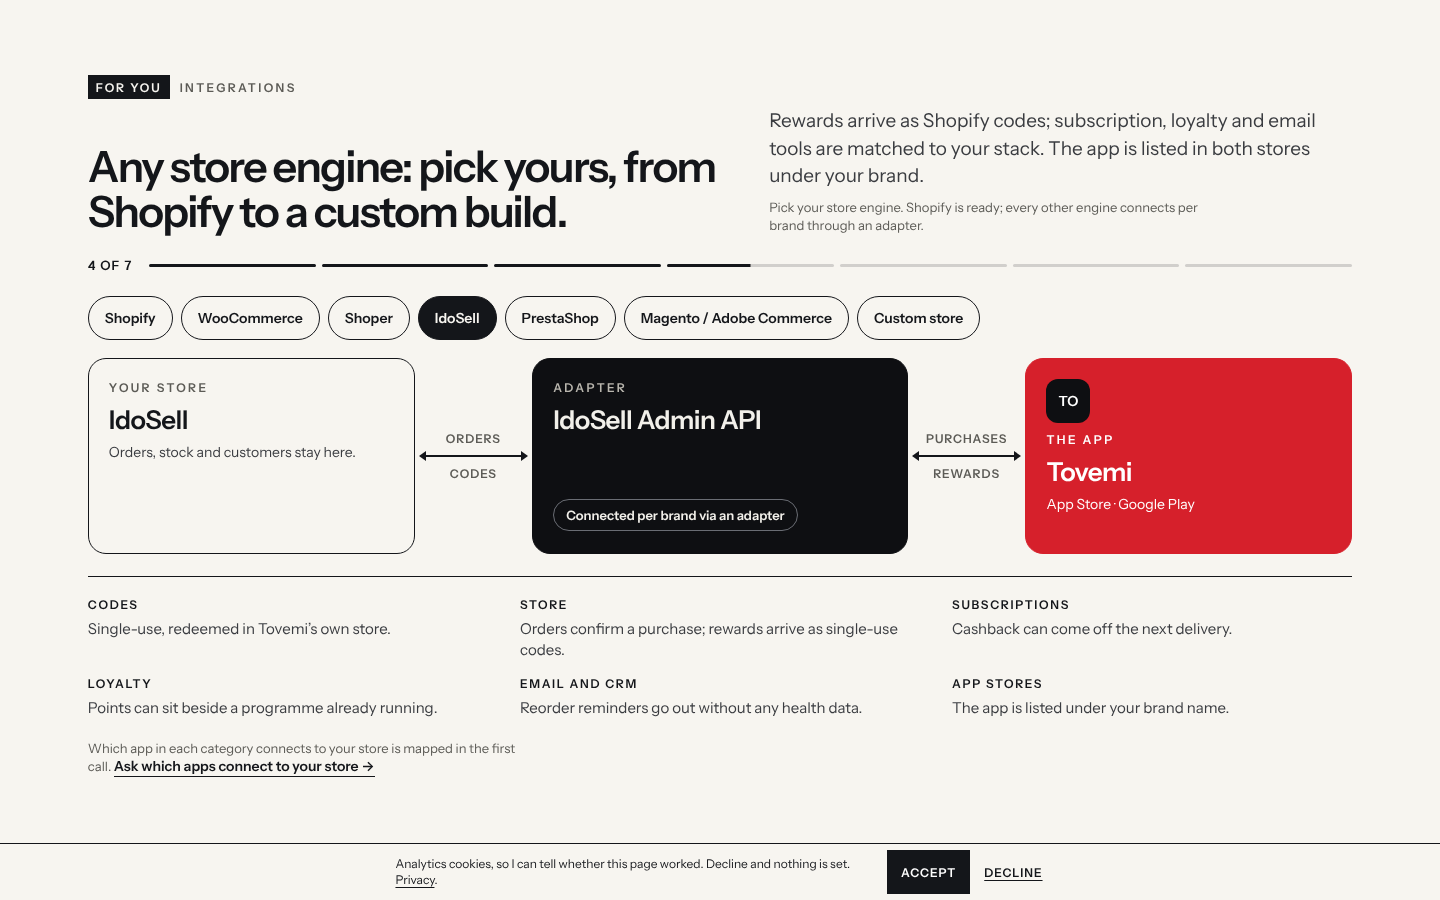 FOR YOU INTEGRATIONS
Any store engine: pick yours, from
Shopify to a custom build.
Rewards arrive as Shopify codes; subscription, loyalty and email
tools are matched to your stack. The app is listed in both stores
under your brand.
Pick your store engine. Shopify is ready; every other engine connects per
brand through an adapter.
4 OF 7
Shopify WooCommerce Shoper IdoSell PrestaShop Magento / Adobe Commerce Custom store
YOUR STORE
IdoSell
Orders, stock and customers stay here.
ORDERS
CODES
ADAPTER
IdoSell Admin API
Connected per brand via an adapter
PURCHASES
REWARDS
TO
THE APP
Tovemi
App Store · Google Play
CODES
Single-use, redeemed in Tovemi’s own store.
STORE
Orders confirm a purchase; rewards arrive as single-use
codes.
SUBSCRIPTIONS
Cashback can come off the next delivery.
LOYALTY
Points can sit beside a programme already running.
EMAIL AND CRM
Reorder reminders go out without any health data.
APP STORES
The app is listed under your brand name.
Which app in each category connects to your store is mapped in the first
call. Ask which apps connect to your store →
Analytics cookies, so I can tell whether this page worked. Decline and nothing is set.
Privacy.
ACCEPT
DECLINE